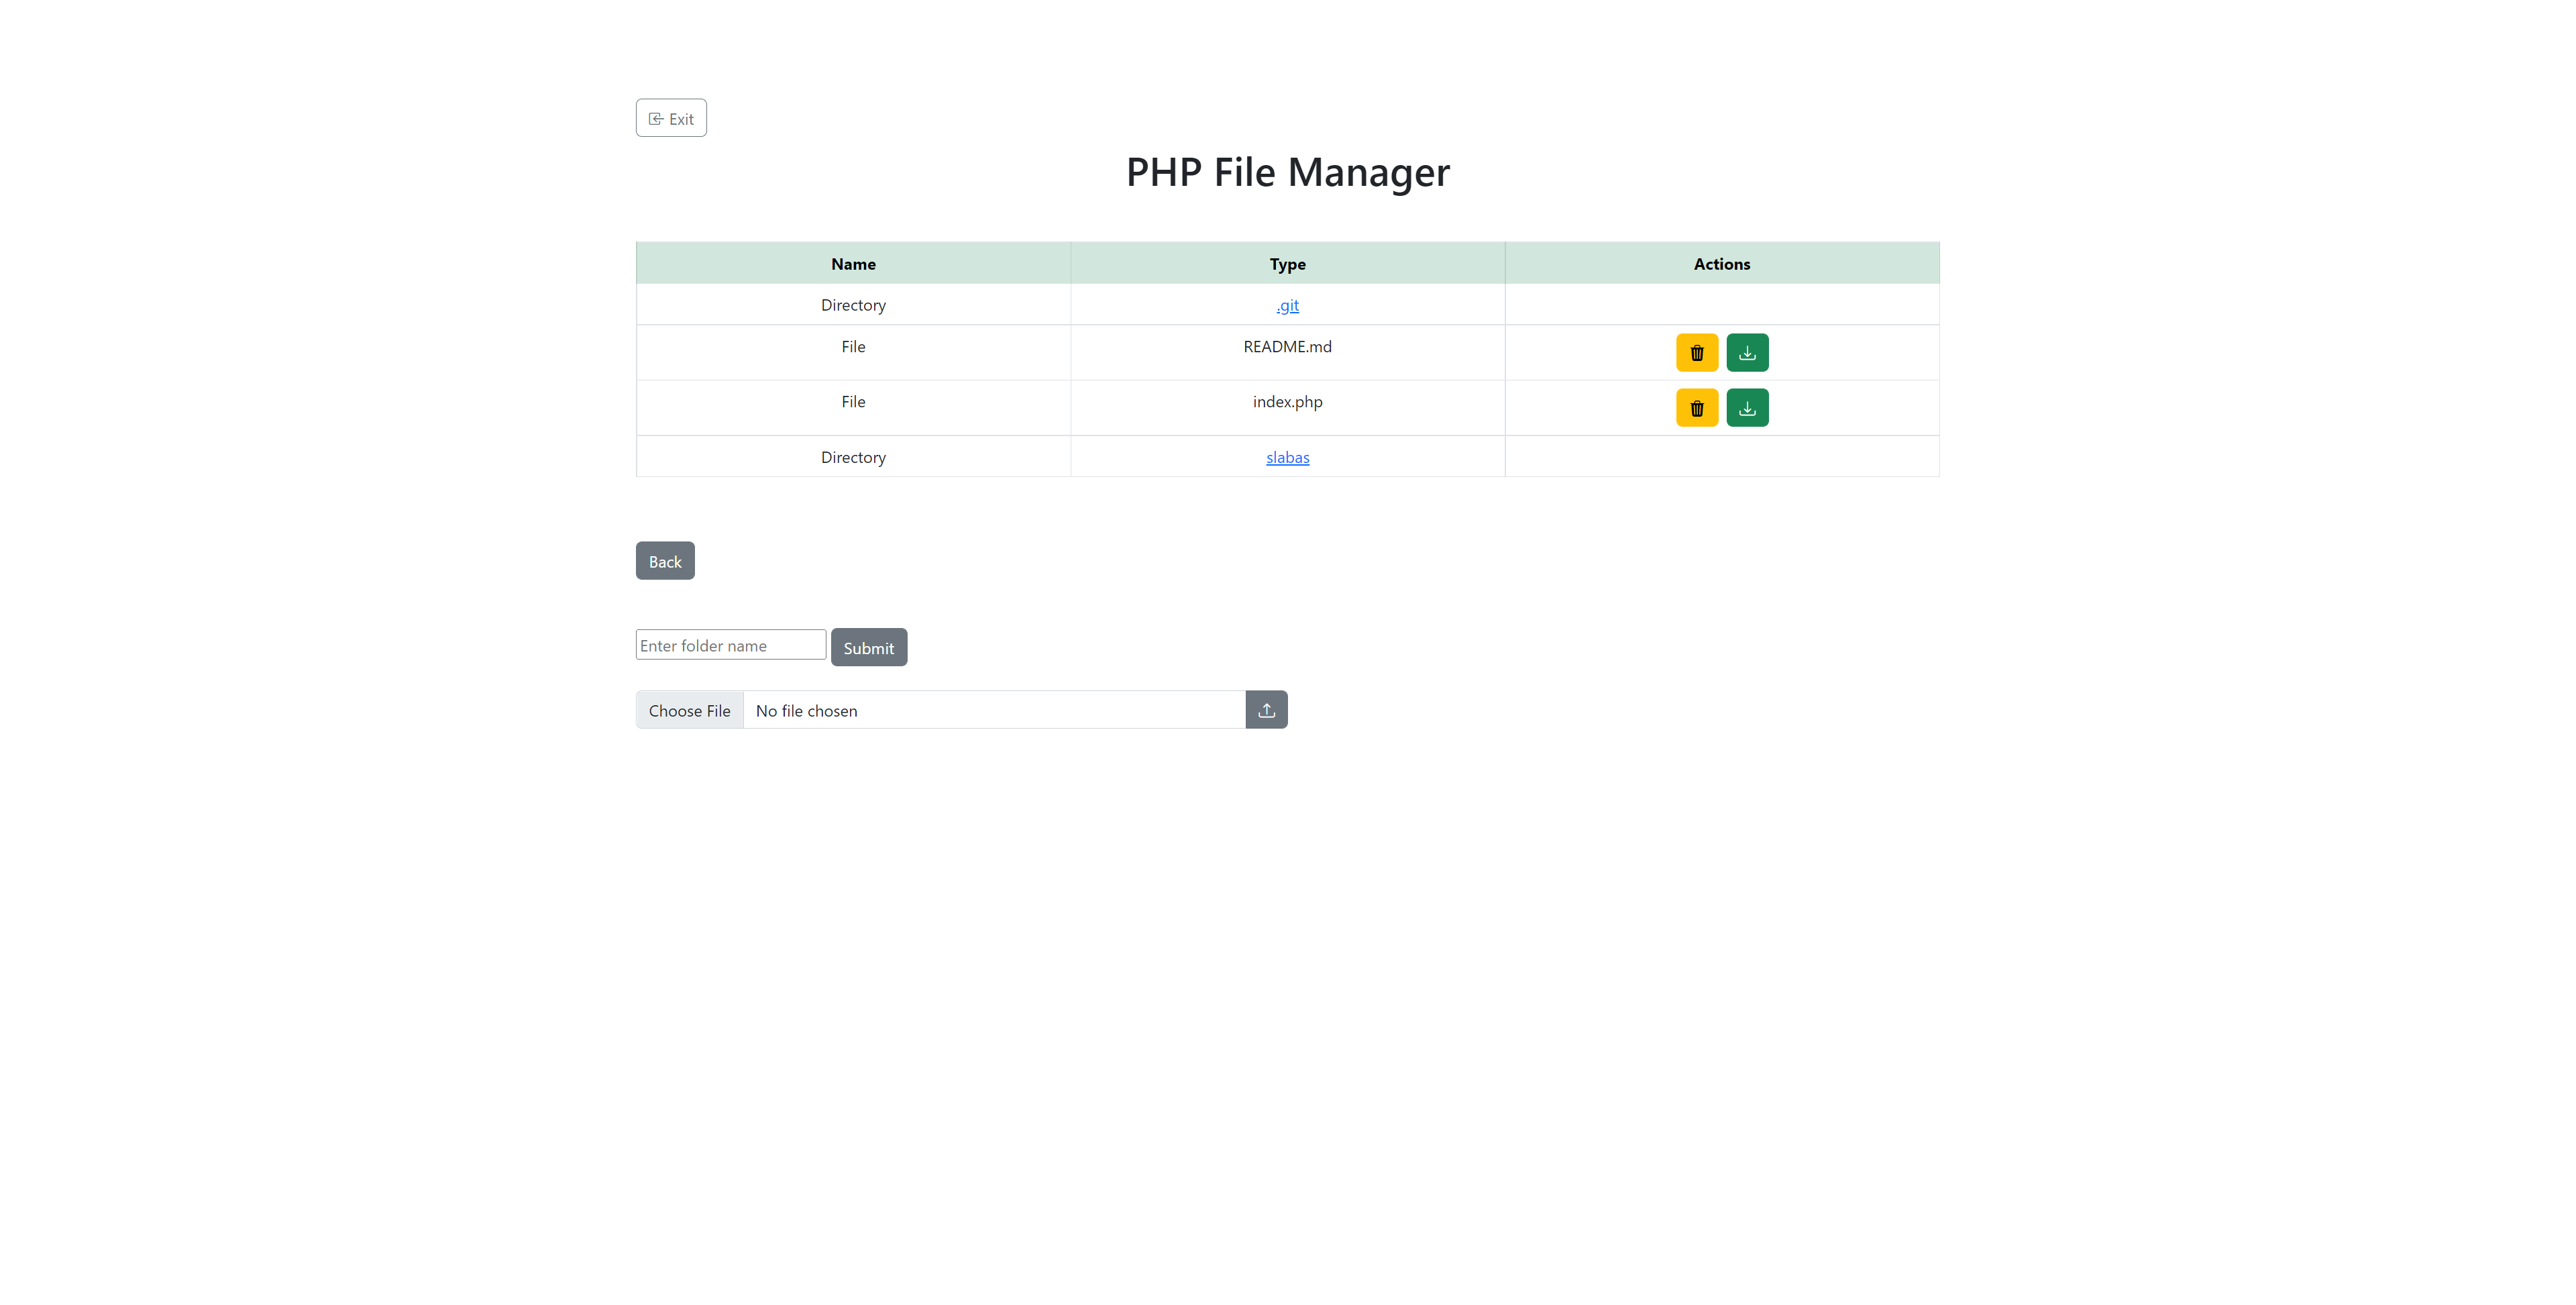 Exit
PHP File Manager
Name Type Actions
Directory .git
File README.md
File index.php
Directory slabas
Back
Enter folder name Submit
Choose File No file chosen